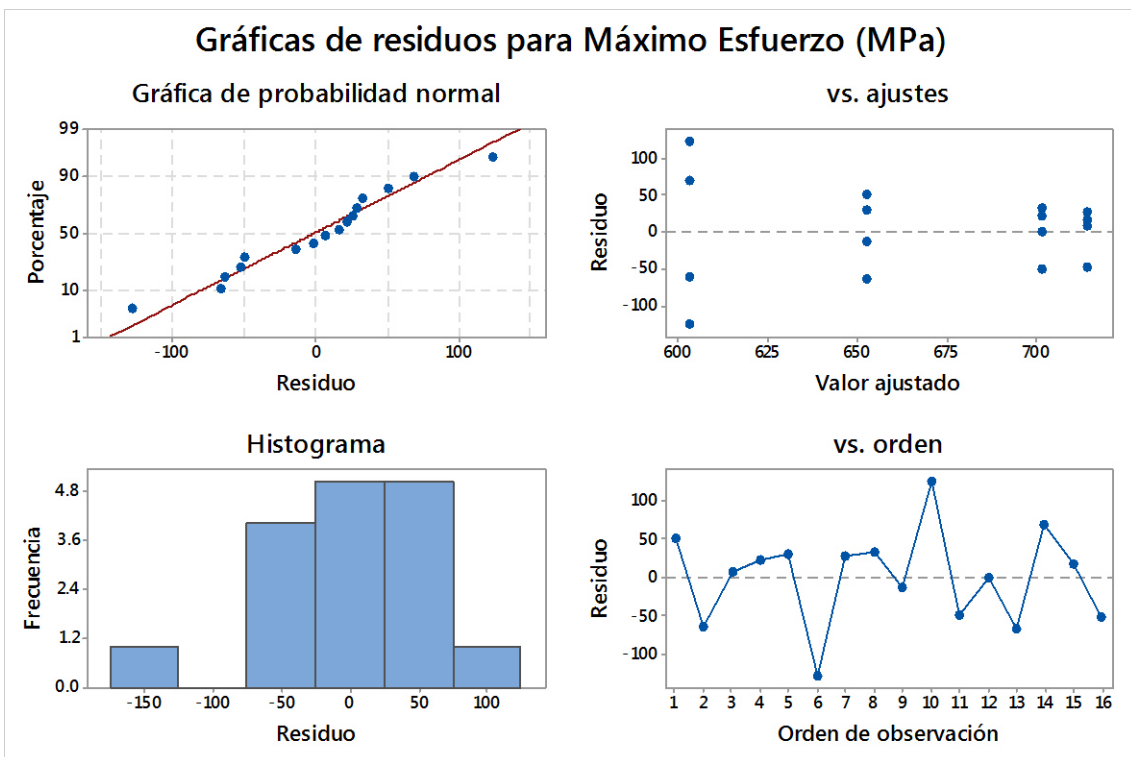 Gráficas de residuos para Máximo Esfuerzo (MPa)
Gráfica de probabilidad normal
99
90
50
10
1
Porcentaje
-100 0 100
Residuo
vs. ajustes
100
50
0
-50
-100
Residuo
600 625 650 675 700
Valor ajustado
Histograma
4.8
3.6
2.4
1.2
0.0
Frecuencia
-150 -100 -50 0 50 100
Residuo
vs. orden
100
50
0
-50
-100
Residuo
1 2 3 4 5 6 7 8 9 10 11 12 13 14 15 16
Orden de observación